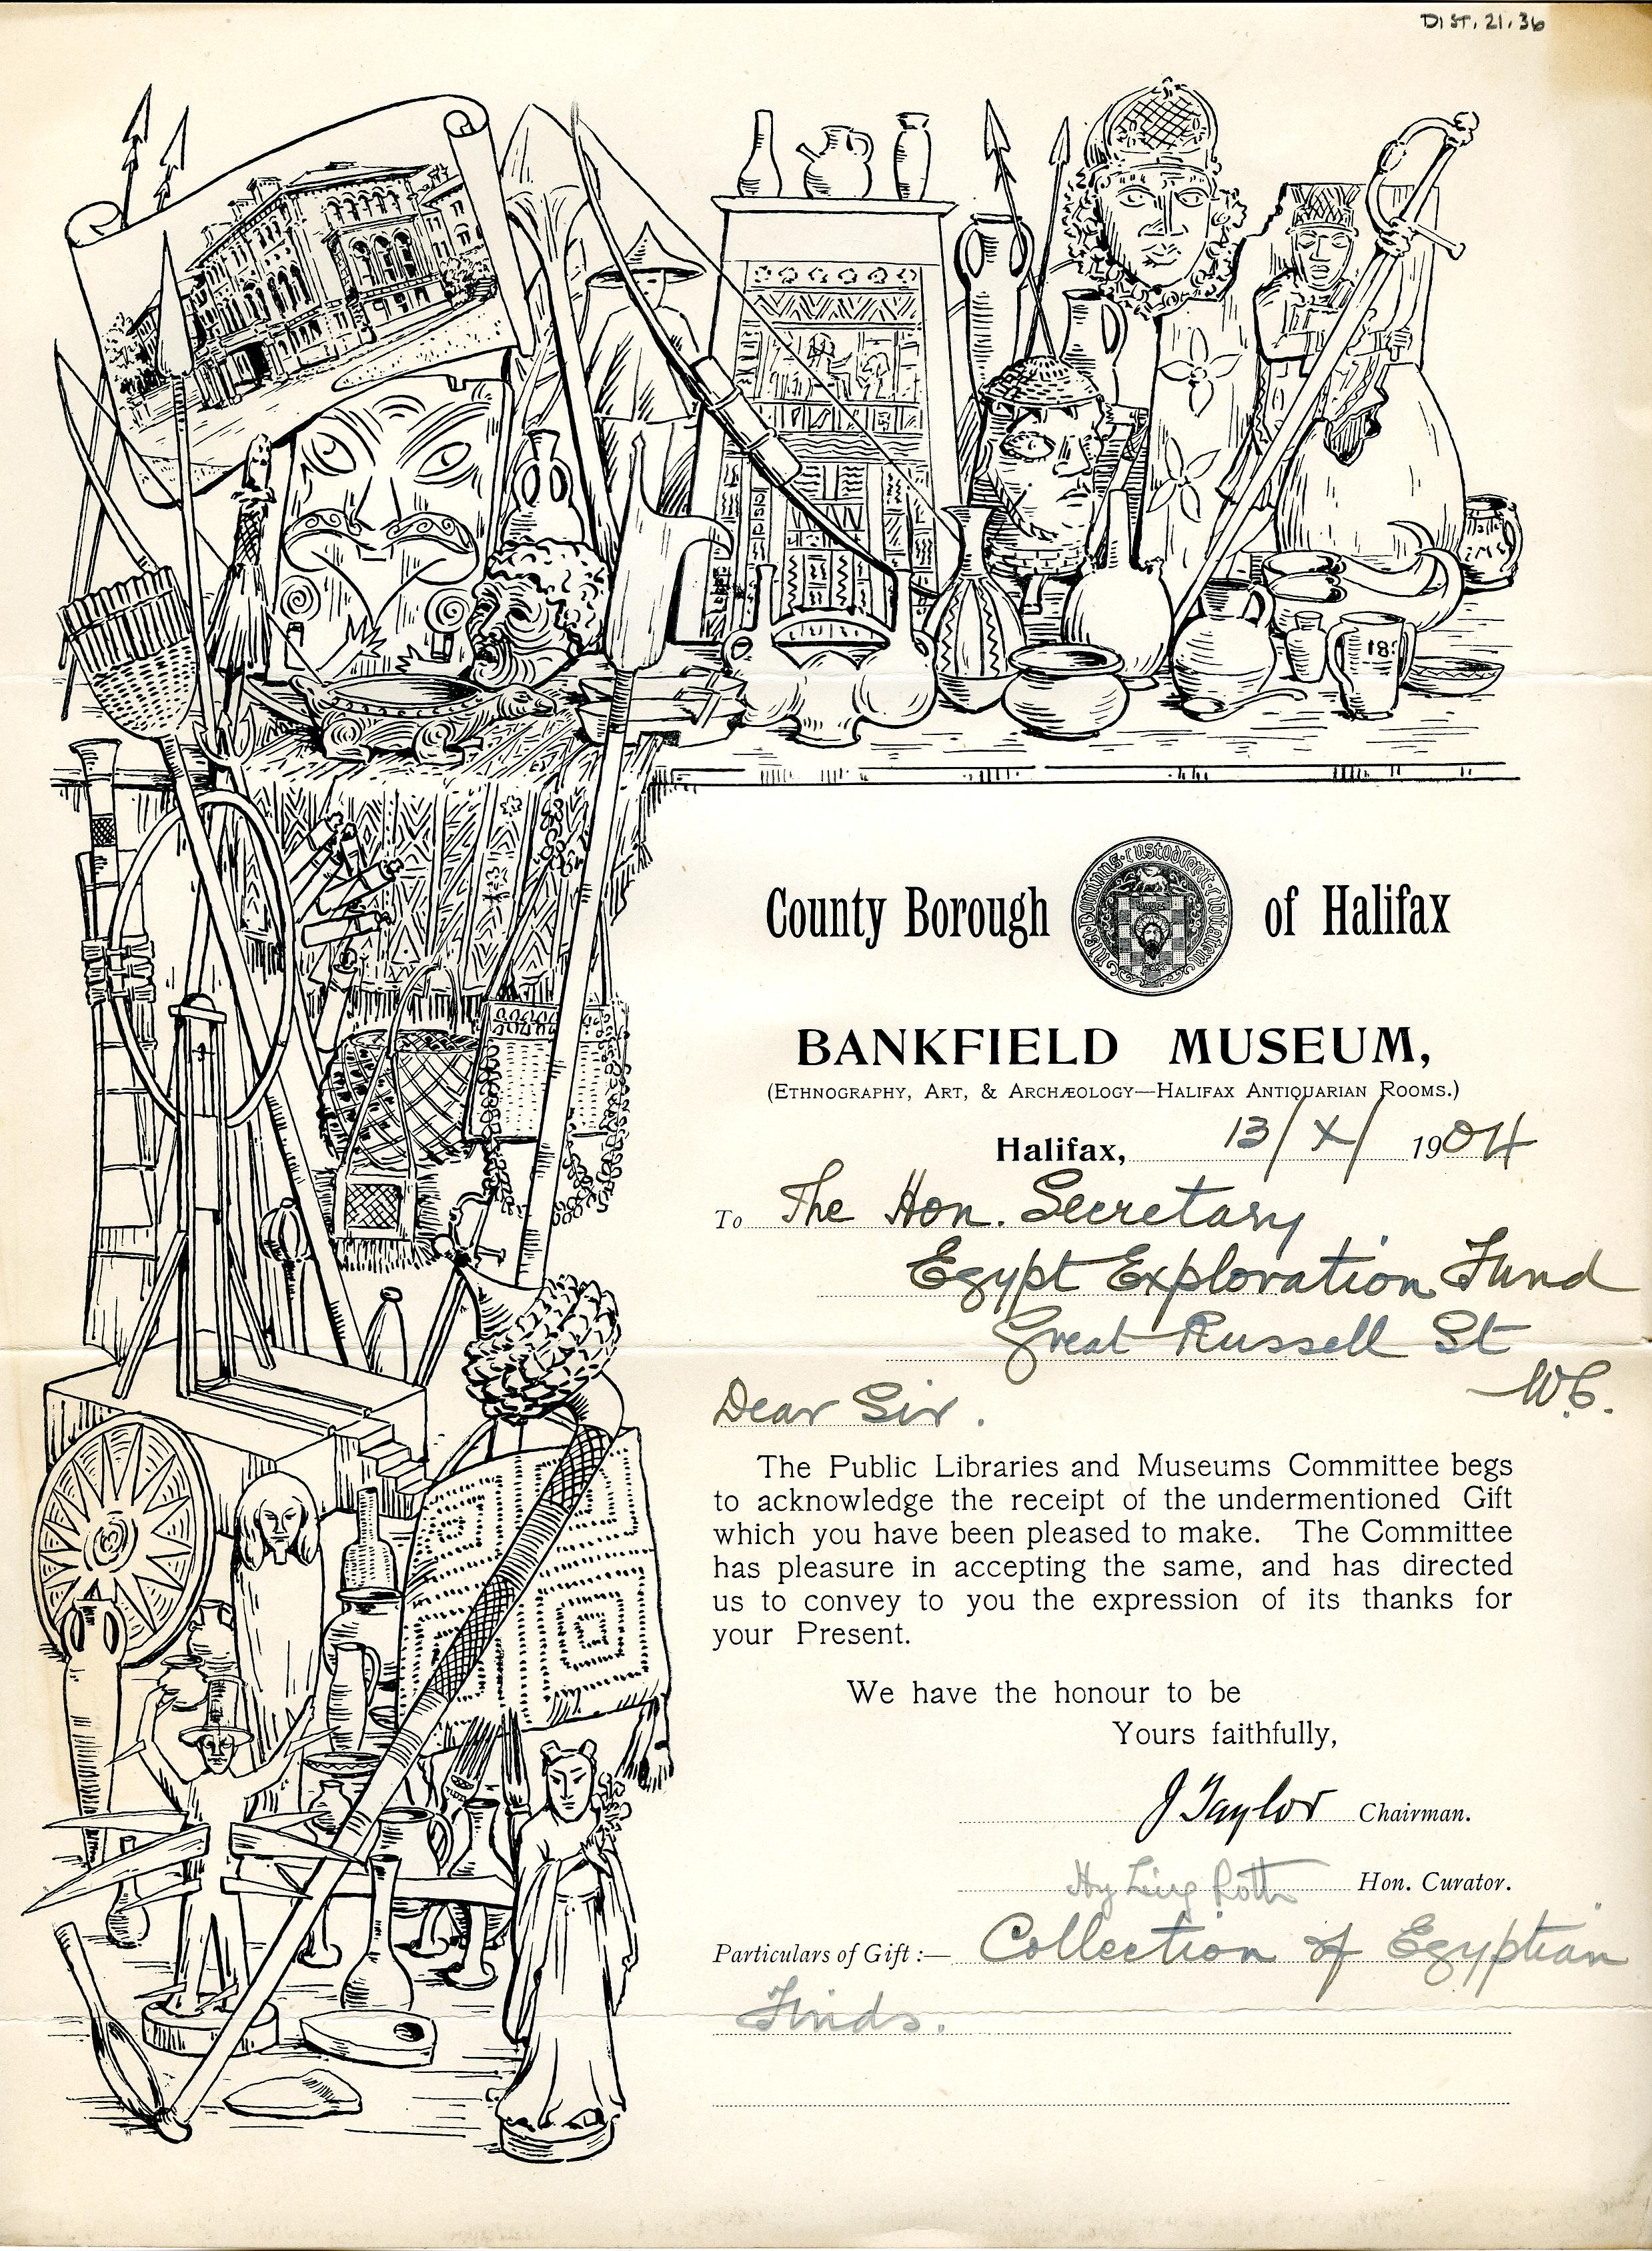 DIST. 21. 36
18
County Borough of Halifax
Nisi Dominus custodierit civitatem
BANKFIELD MUSEUM,
(ETHNOGRAPHY, ART, & ARCHÆOLOGY—HALIFAX ANTIQUARIAN ROOMS.)
Halifax, 13/X/ 1904
To The Hon. Secretary
Egypt Exploration Fund
Great Russell St
W.C.
Dear Sir.
The Public Libraries and Museums Committee begs
to acknowledge the receipt of the undermentioned Gift
which you have been pleased to make. The Committee
has pleasure in accepting the same, and has directed
us to convey to you the expression of its thanks for
your Present.
We have the honour to be
Yours faithfully,
J Taylor Chairman.
Hy Ling Roth Hon. Curator.
Particulars of Gift :— Collection of Egyptian
Finds.